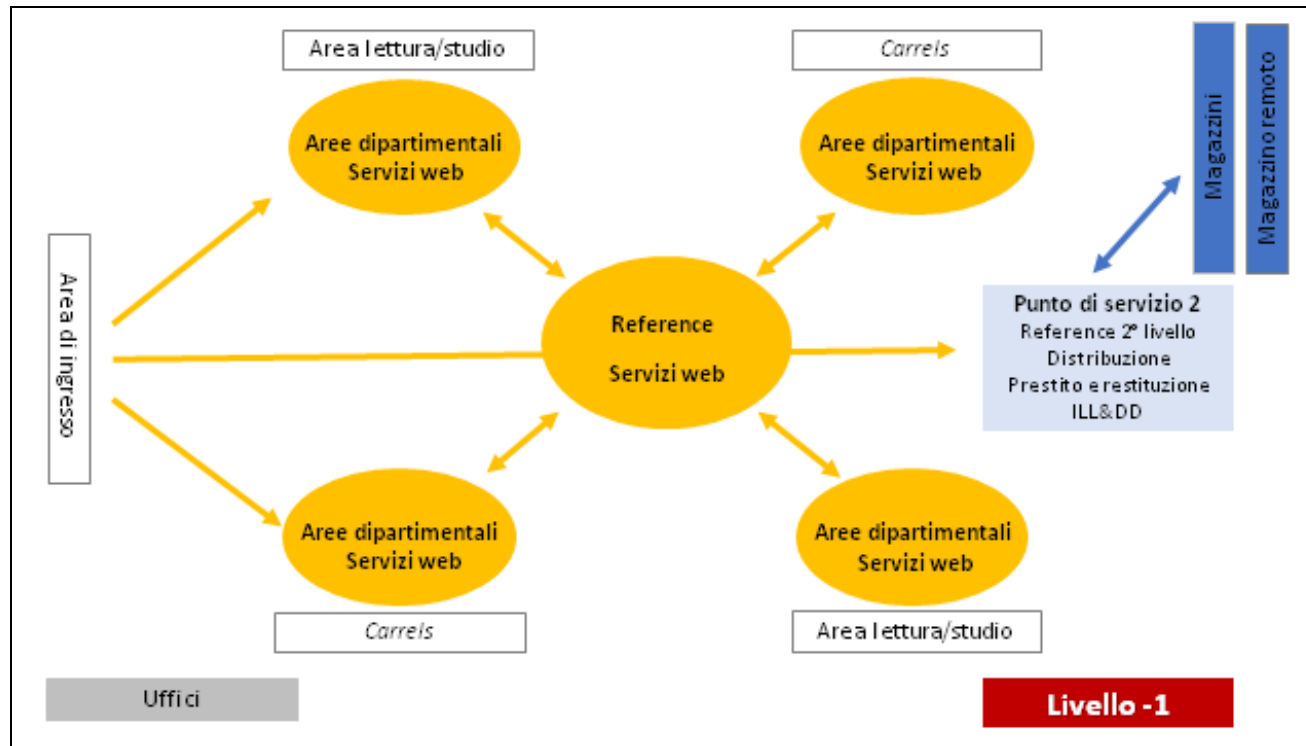 Area lettura/studio
Carrels
Aree dipartimentali
Servizi web
Aree dipartimentali
Servizi web
Magazzini
Magazzino remoto
Area di ingresso
Reference
Servizi web
Punto di servizio 2
Reference 2° livello
Distribuzione
Prestito e restituzione
ILL&DD
Aree dipartimentali
Servizi web
Aree dipartimentali
Servizi web
Carrels
Area lettura/studio
Uffici
Livello -1